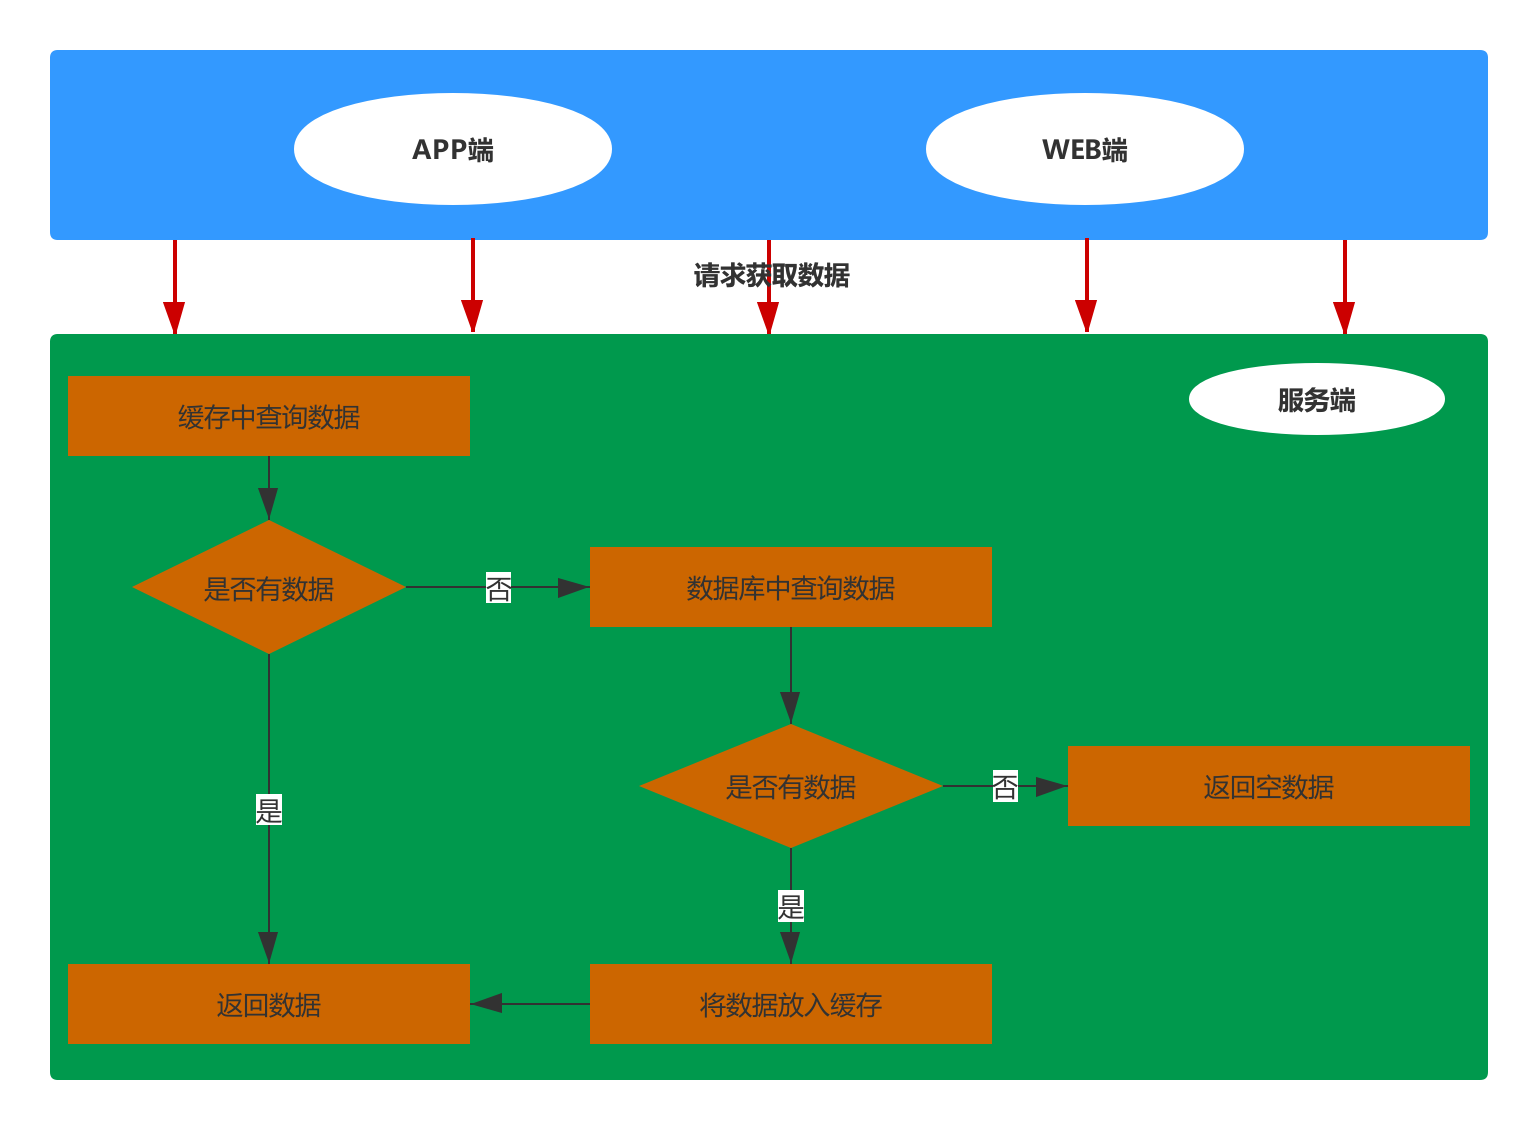 APP端
WEB端
请求获取数据
服务端
缓存中查询数据
是否有数据
否
数据库中查询数据
是否有数据
否
返回空数据
是
是
返回数据
将数据放入缓存